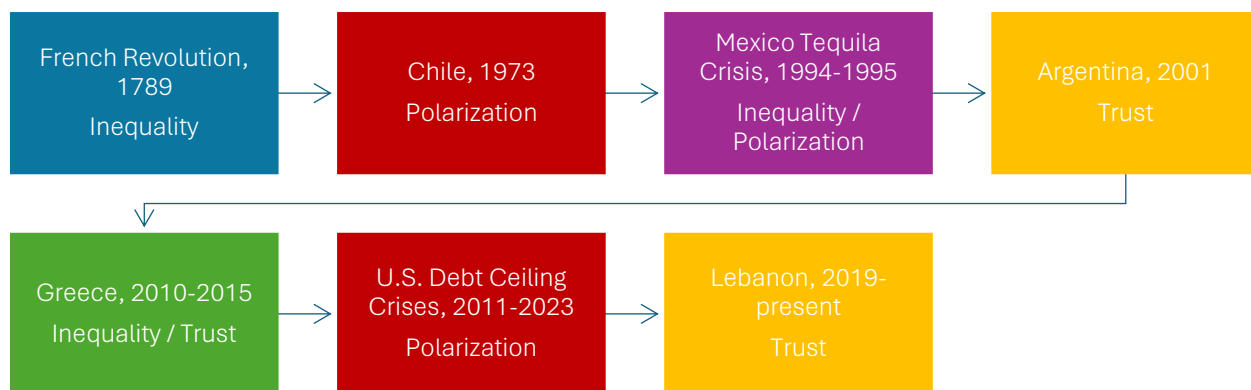 French Revolution,
1789
Inequality
Chile, 1973
Polarization
Mexico Tequila
Crisis, 1994-1995
Inequality /
Polarization
Argentina, 2001
Trust
Greece, 2010-2015
Inequality / Trust
U.S. Debt Ceiling
Crises, 2011-2023
Polarization
Lebanon, 2019-
present
Trust